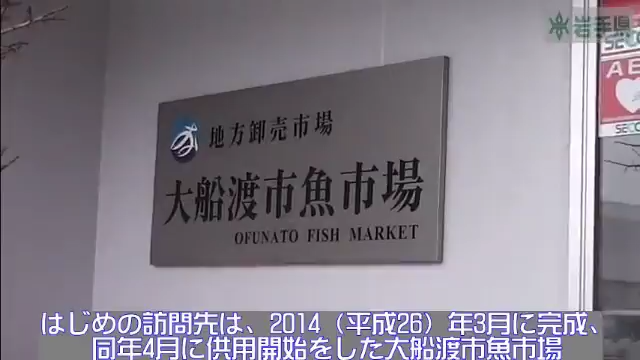 岩手県
SECOM
AED
地方卸売市場
大船渡市魚市場
OFUNATO FISH MARKET
はじめの訪問先は、2014（平成26）年3月に完成、
同年4月に供用開始をした大船渡市魚市場